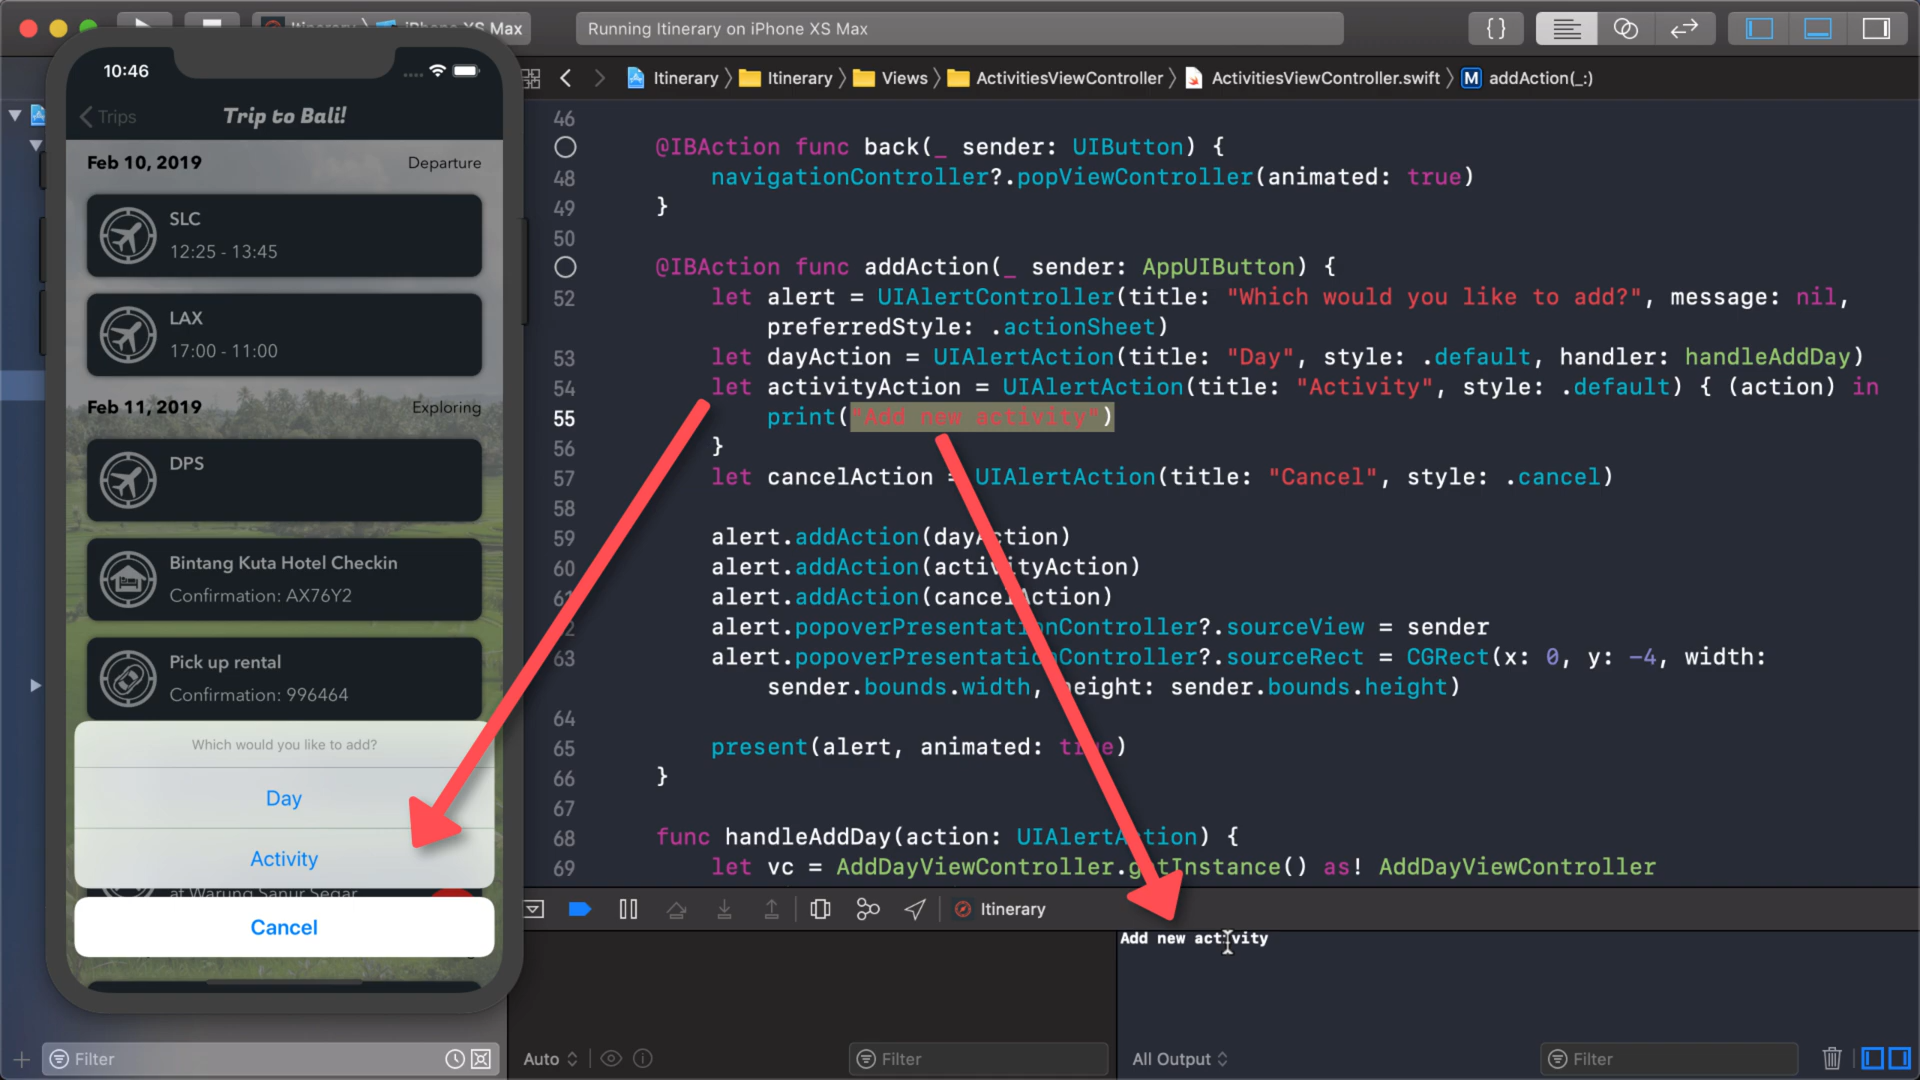 Itinerary
iPhone XS Max
Running Itinerary on iPhone XS Max
{ }
10:46
Trips
Trip to Bali!
Feb 10, 2019
Departure
SLC
12:25 - 13:45
LAX
17:00 - 11:00
Feb 11, 2019
Exploring
DPS
Bintang Kuta Hotel Checkin
Confirmation: AX76Y2
Pick up rental
Confirmation: 996464
Which would you like to add?
Day
Activity
at Warung Sanur Segar
Cancel
Filter
Itinerary
Itinerary
Views
ActivitiesViewController
ActivitiesViewController.swift
M addAction(_:)
46
@IBAction func back(_ sender: UIButton) {
48 navigationController?.popViewController(animated: true)
49 }
50
@IBAction func addAction(_ sender: AppUIButton) {
52 let alert = UIAlertController(title: "Which would you like to add?", message: nil,
preferredStyle: .actionSheet)
53 let dayAction = UIAlertAction(title: "Day", style: .default, handler: handleAddDay)
54 let activityAction = UIAlertAction(title: "Activity", style: .default) { (action) in
55 print("Add new activity")
56 }
57 let cancelAction = UIAlertAction(title: "Cancel", style: .cancel)
58
59 alert.addAction(dayAction)
60 alert.addAction(activityAction)
61 alert.addAction(cancelAction)
alert.popoverPresentationController?.sourceView = sender
63 alert.popoverPresentationController?.sourceRect = CGRect(x: 0, y: -4, width:
sender.bounds.width, height: sender.bounds.height)
64
65 present(alert, animated: true)
66 }
67
68 func handleAddDay(action: UIAlertAction) {
69 let vc = AddDayViewController.getInstance() as! AddDayViewController
Itinerary
Add new activity
Auto
Filter
All Output
Filter